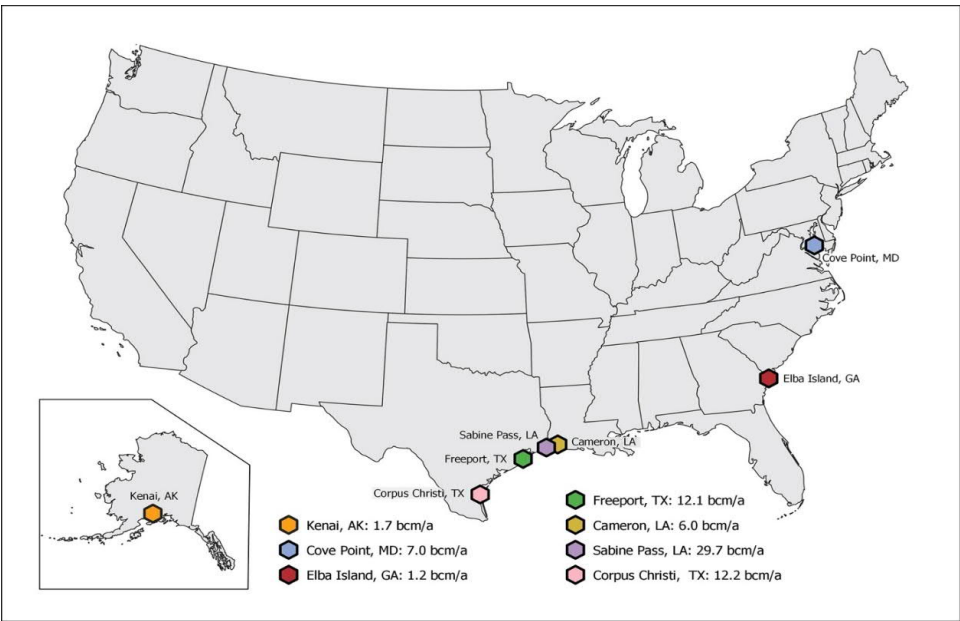 Cove Point, MD
Elba Island, GA
Sabine Pass, LA
Cameron, LA
Freeport, TX
Corpus Christi, TX
Kenai, AK
Kenai, AK: 1.7 bcm/a
Cove Point, MD: 7.0 bcm/a
Elba Island, GA: 1.2 bcm/a
Freeport, TX: 12.1 bcm/a
Cameron, LA: 6.0 bcm/a
Sabine Pass, LA: 29.7 bcm/a
Corpus Christi, TX: 12.2 bcm/a